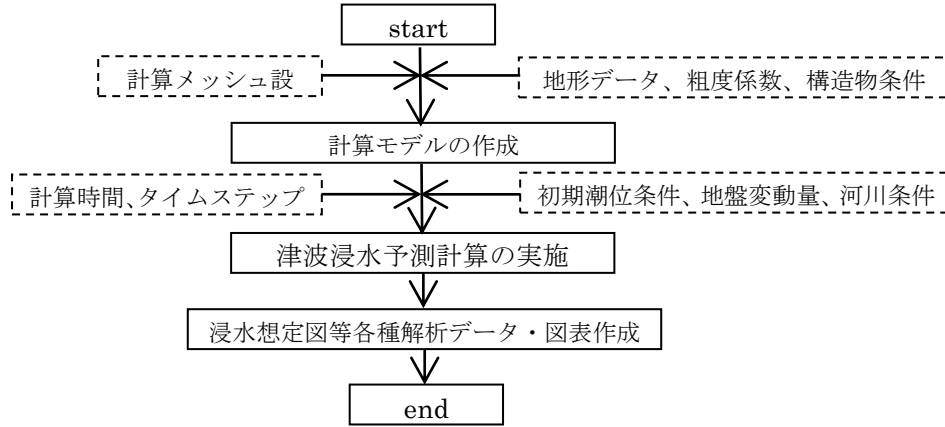 start
計算メッシュ設
地形データ、粗度係数、構造物条件
計算モデルの作成
計算時間、タイムステップ
初期潮位条件、地盤変動量、河川条件
津波浸水予測計算の実施
浸水想定図等各種解析データ・図表作成
end